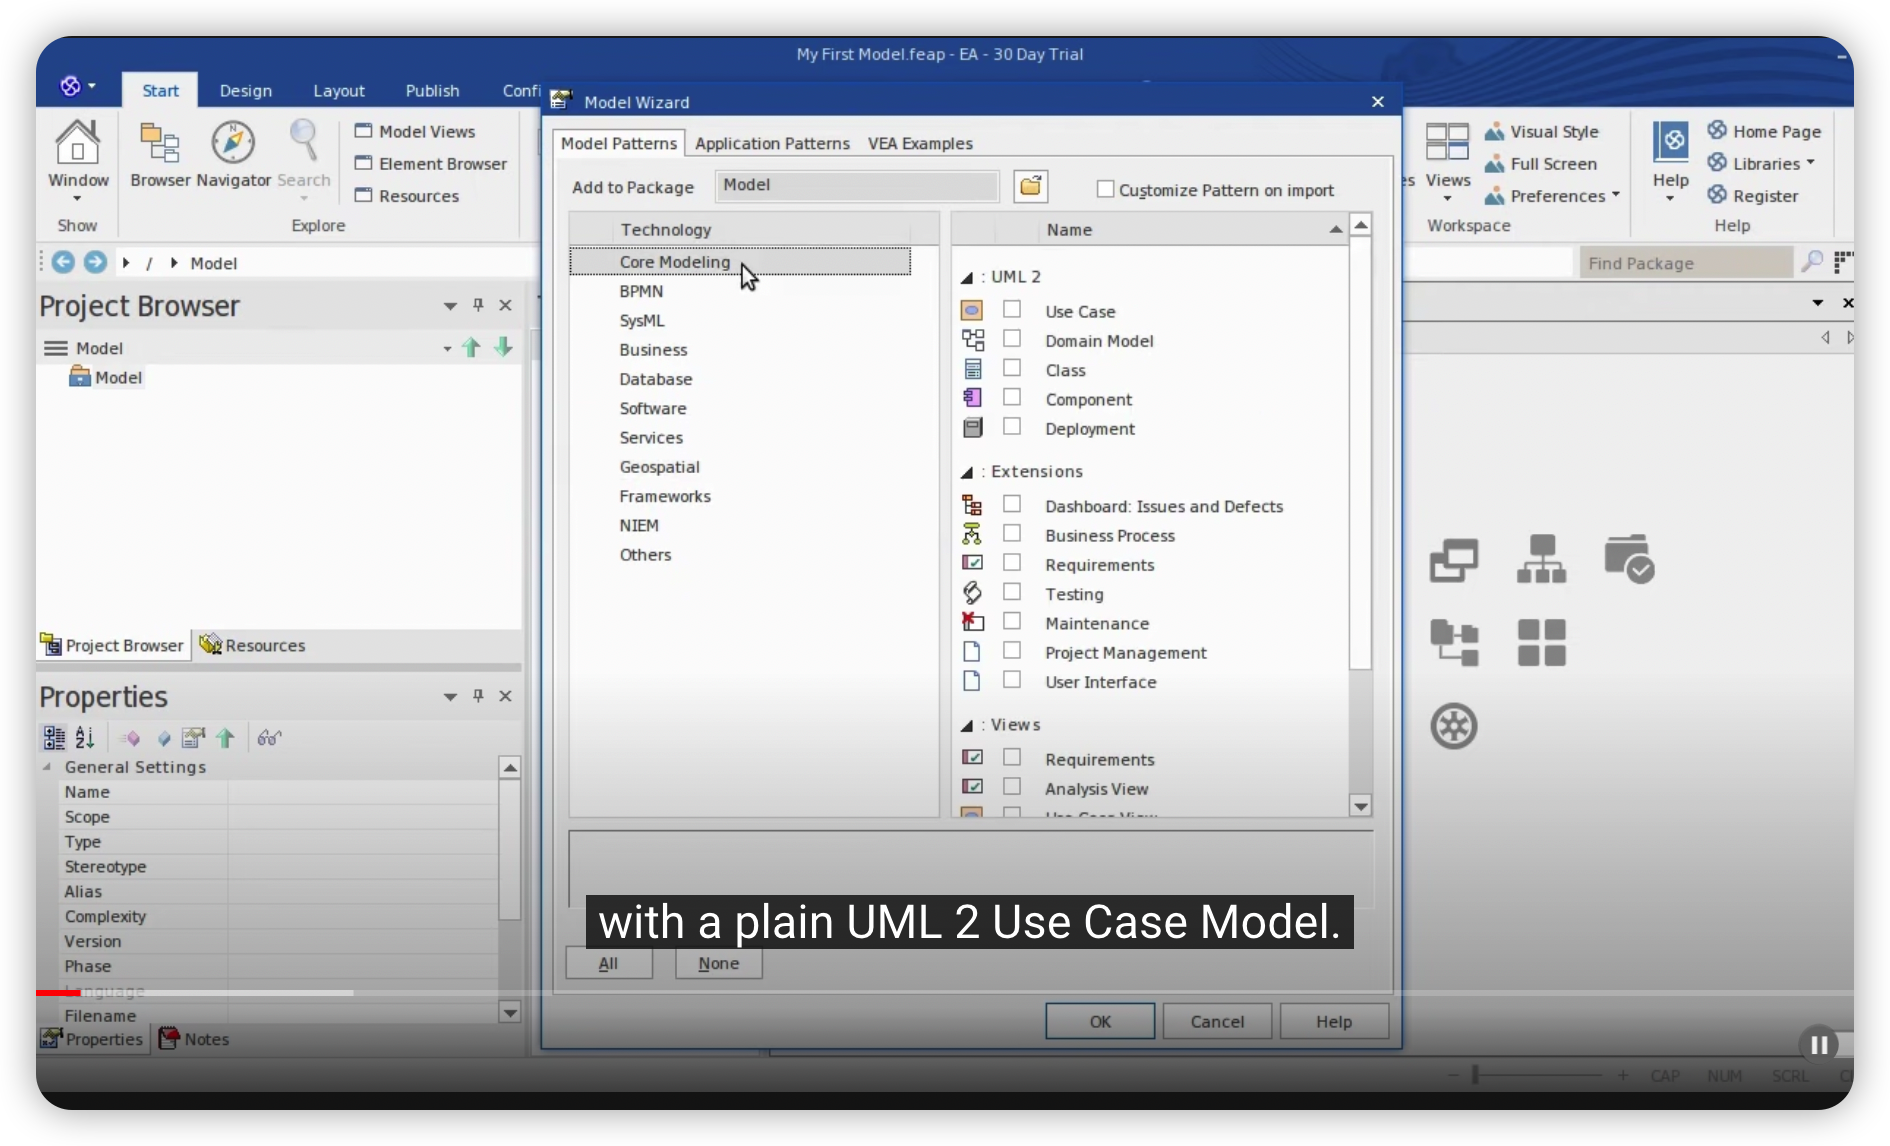 My First Model.feap - EA - 30 Day Trial
Start Design Layout Publish Confi
Window
Show
Browser Navigator Search
Model Views
Element Browser
Resources
Explore
es Views
Visual Style
Full Screen
Preferences
Workspace
Help
Home Page
Libraries
Register
Help
/ Model
Find Package
Project Browser
Model
Model
Project Browser Resources
Properties
General Settings
Name
Scope
Type
Stereotype
Alias
Complexity
Version
Phase
Language
Filename
Properties Notes
Model Wizard
Model Patterns Application Patterns VEA Examples
Add to Package Model Customize Pattern on import
Technology
Core Modeling
BPMN
SysML
Business
Database
Software
Services
Geospatial
Frameworks
NIEM
Others
Name
: UML 2
Use Case
Domain Model
Class
Component
Deployment
: Extensions
Dashboard: Issues and Defects
Business Process
Requirements
Testing
Maintenance
Project Management
User Interface
: Views
Requirements
Analysis View
Use Case View
with a plain UML 2 Use Case Model.
All None
OK Cancel Help
CAP NUM SCRL